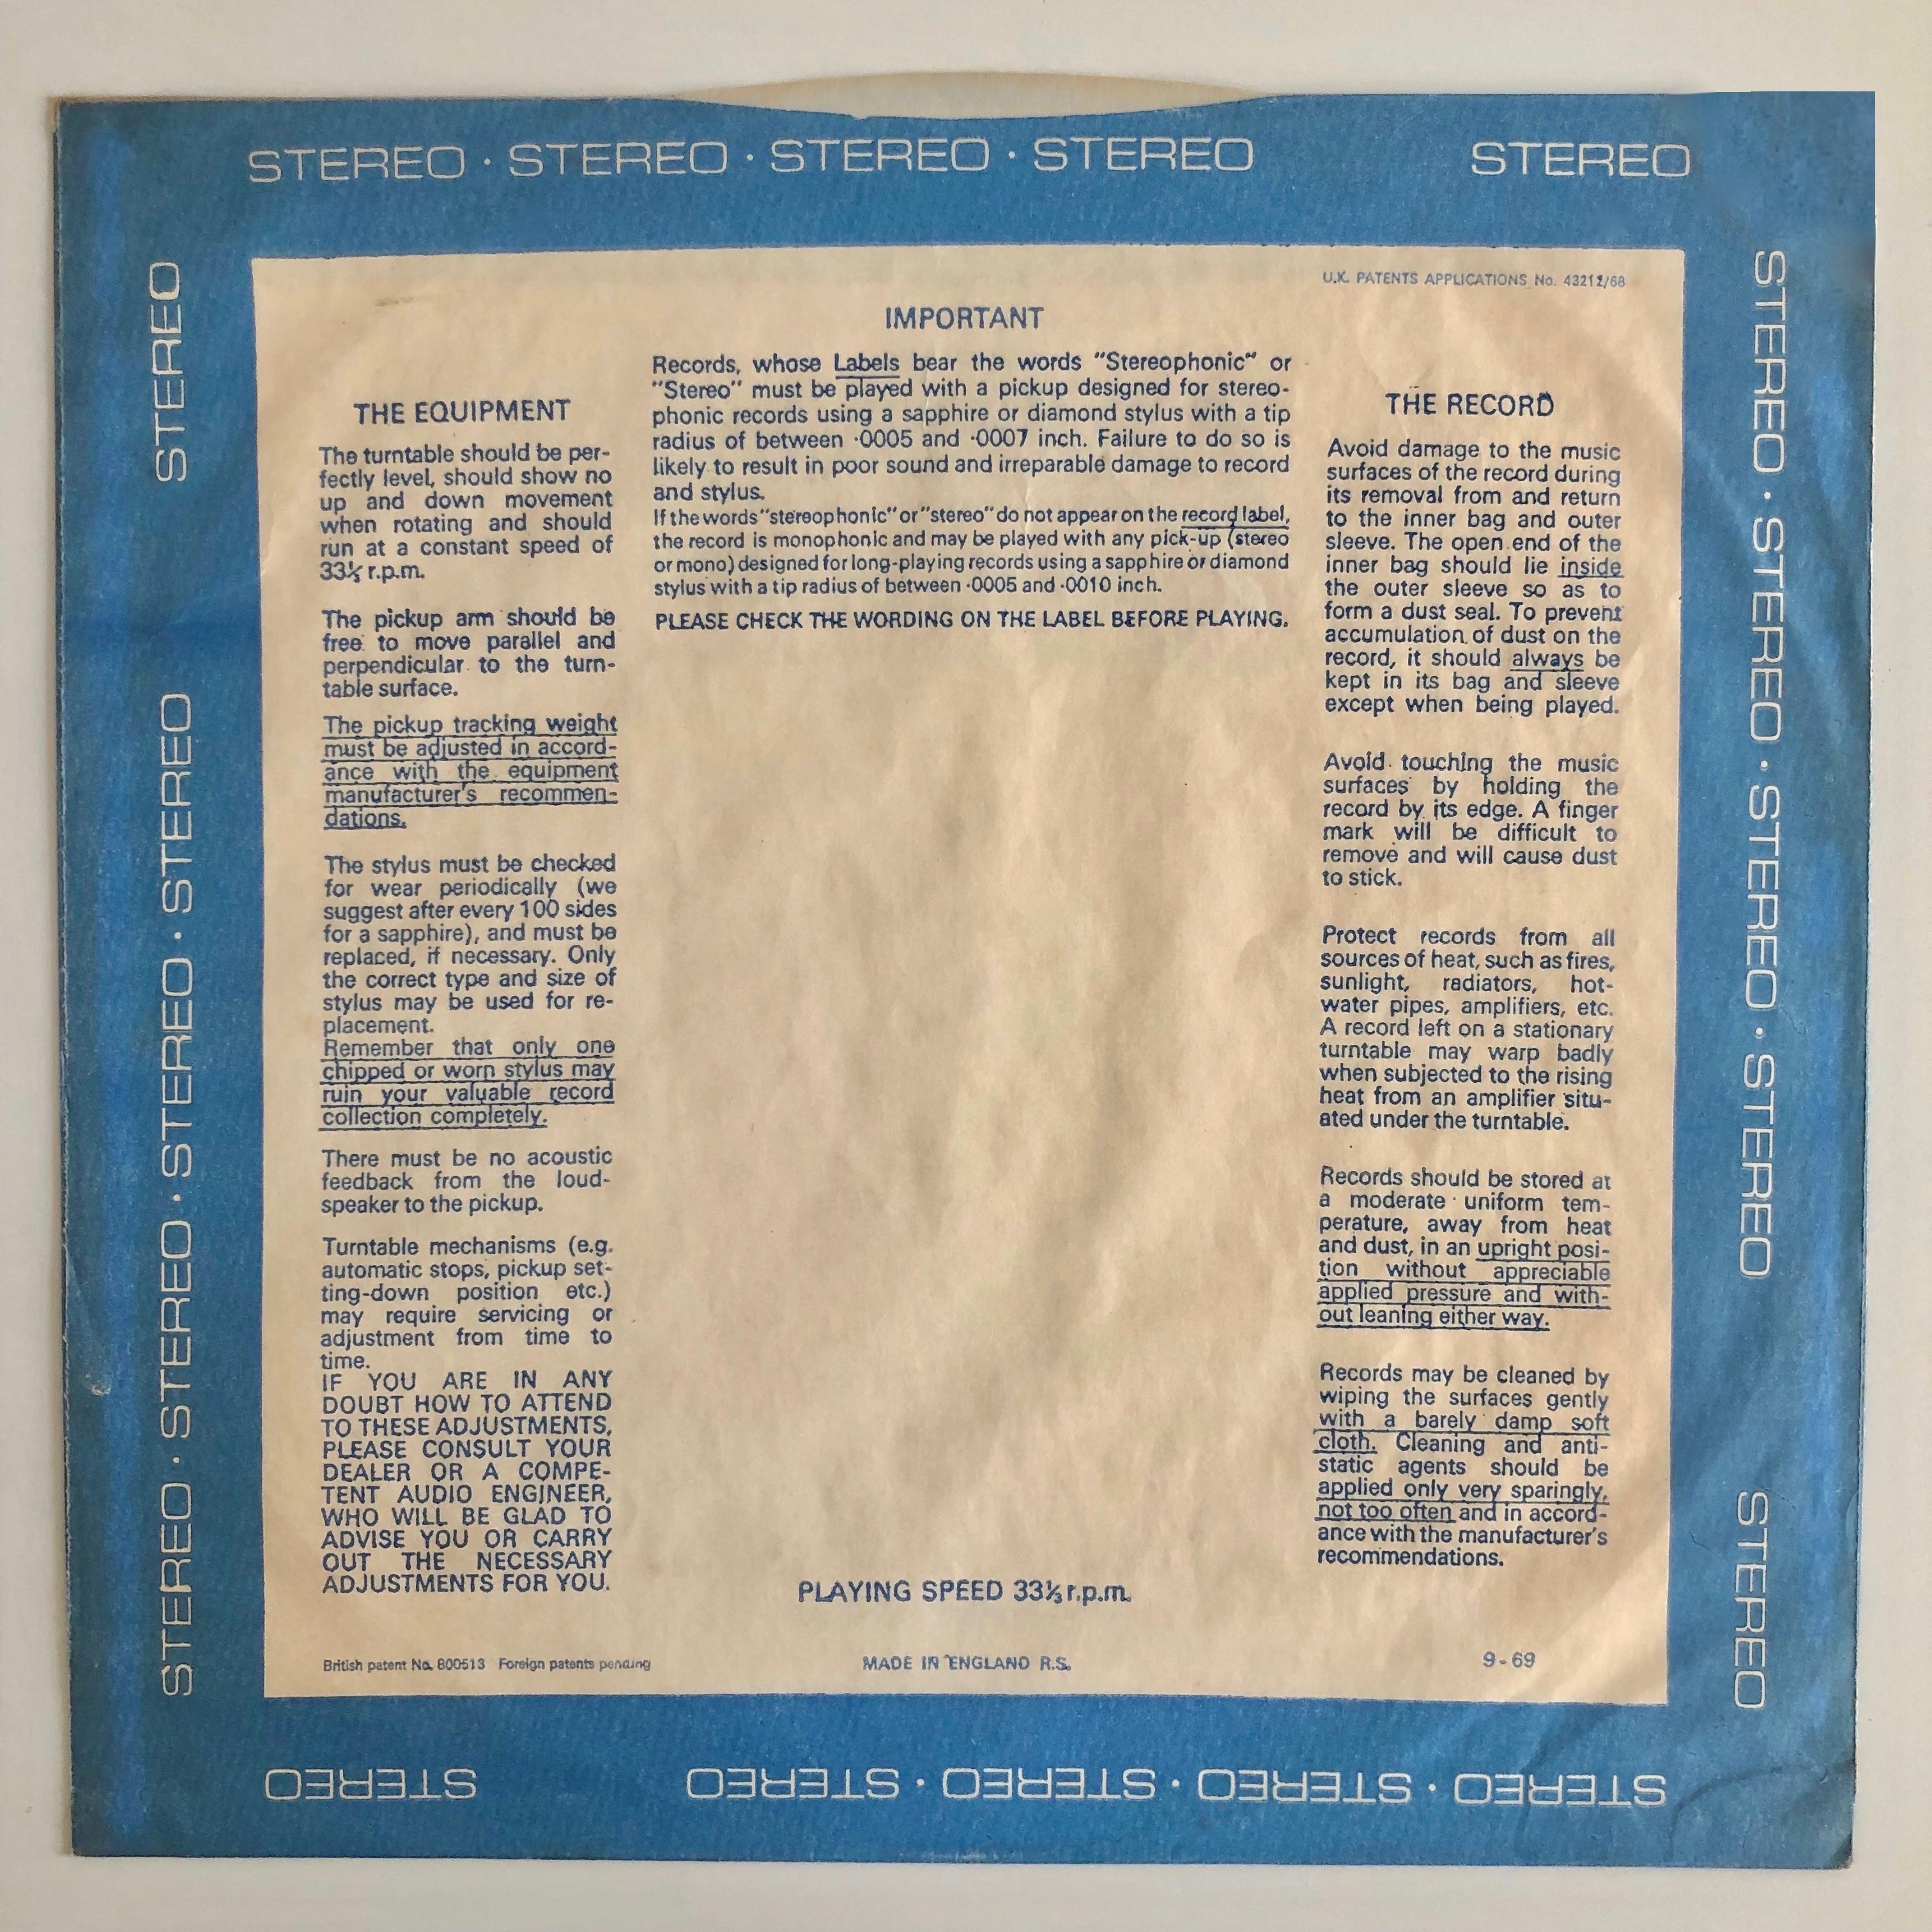 STEREO · STEREO · STEREO · STEREO STEREO
STEREO
STEREO · STEREO · STEREO · STEREO
U.K. PATENTS APPLICATIONS No. 43212/68
IMPORTANT
Records, whose Labels bear the words "Stereophonic" or
"Stereo" must be played with a pickup designed for stereo-
phonic records using a sapphire or diamond stylus with a tip
radius of between ·0005 and ·0007 inch. Failure to do so is
likely to result in poor sound and irreparable damage to record
and stylus.
If the words "stereophonic" or "stereo" do not appear on the record label,
the record is monophonic and may be played with any pick-up (stereo
or mono) designed for long-playing records using a sapphire or diamond
stylus with a tip radius of between ·0005 and ·0010 inch.
PLEASE CHECK THE WORDING ON THE LABEL BEFORE PLAYING.
THE EQUIPMENT
The turntable should be per-
fectly level, should show no
up and down movement
when rotating and should
run at a constant speed of
33⅓ r.p.m.
The pickup arm should be
free to move parallel and
perpendicular to the turn-
table surface.
The pickup tracking weight
must be adjusted in accord-
ance with the equipment
manufacturer's recommen-
dations.
The stylus must be checked
for wear periodically (we
suggest after every 100 sides
for a sapphire), and must be
replaced, if necessary. Only
the correct type and size of
stylus may be used for re-
placement.
Remember that only one
chipped or worn stylus may
ruin your valuable record
collection completely.
There must be no acoustic
feedback from the loud-
speaker to the pickup.
Turntable mechanisms (e.g.
automatic stops, pickup set-
ting-down position etc.)
may require servicing or
adjustment from time to
time.
IF YOU ARE IN ANY
DOUBT HOW TO ATTEND
TO THESE ADJUSTMENTS,
PLEASE CONSULT YOUR
DEALER OR A COMPE-
TENT AUDIO ENGINEER,
WHO WILL BE GLAD TO
ADVISE YOU OR CARRY
OUT THE NECESSARY
ADJUSTMENTS FOR YOU.
THE RECORD
Avoid damage to the music
surfaces of the record during
its removal from and return
to the inner bag and outer
sleeve. The open end of the
inner bag should lie inside
the outer sleeve so as to
form a dust seal. To prevent
accumulation of dust on the
record, it should always be
kept in its bag and sleeve
except when being played.
Avoid touching the music
surfaces by holding the
record by its edge. A finger
mark will be difficult to
remove and will cause dust
to stick.
Protect records from all
sources of heat, such as fires,
sunlight, radiators, hot-
water pipes, amplifiers, etc.
A record left on a stationary
turntable may warp badly
when subjected to the rising
heat from an amplifier situ-
ated under the turntable.
Records should be stored at
a moderate uniform tem-
perature, away from heat
and dust, in an upright posi-
tion without appreciable
applied pressure and with-
out leaning either way.
Records may be cleaned by
wiping the surfaces gently
with a barely damp soft
cloth. Cleaning and anti-
static agents should be
applied only very sparingly,
not too often and in accord-
ance with the manufacturer's
recommendations.
PLAYING SPEED 33⅓ r.p.m.
British patent No. 800513 Foreign patents pending
MADE IN ENGLAND R.S.
9-69
STEREO · STEREO · STEREO · STEREO
STEREO
STEREO · STEREO · STEREO · STEREO STEREO